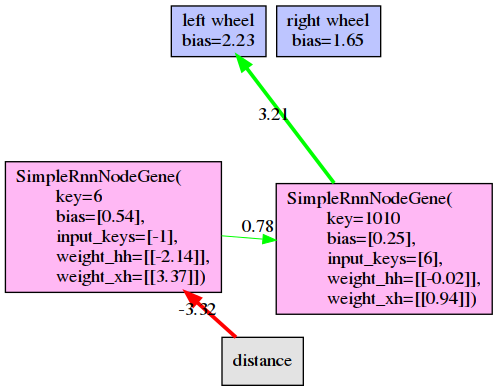 left wheel
bias=2.23
right wheel
bias=1.65
3.21
SimpleRnnNodeGene(
key=6
bias=[0.54],
input_keys=[-1],
weight_hh=[[-2.14]],
weight_xh=[[3.37]])
0.78
SimpleRnnNodeGene(
key=1010
bias=[0.25],
input_keys=[6],
weight_hh=[[-0.02]],
weight_xh=[[0.94]])
-3.32
distance